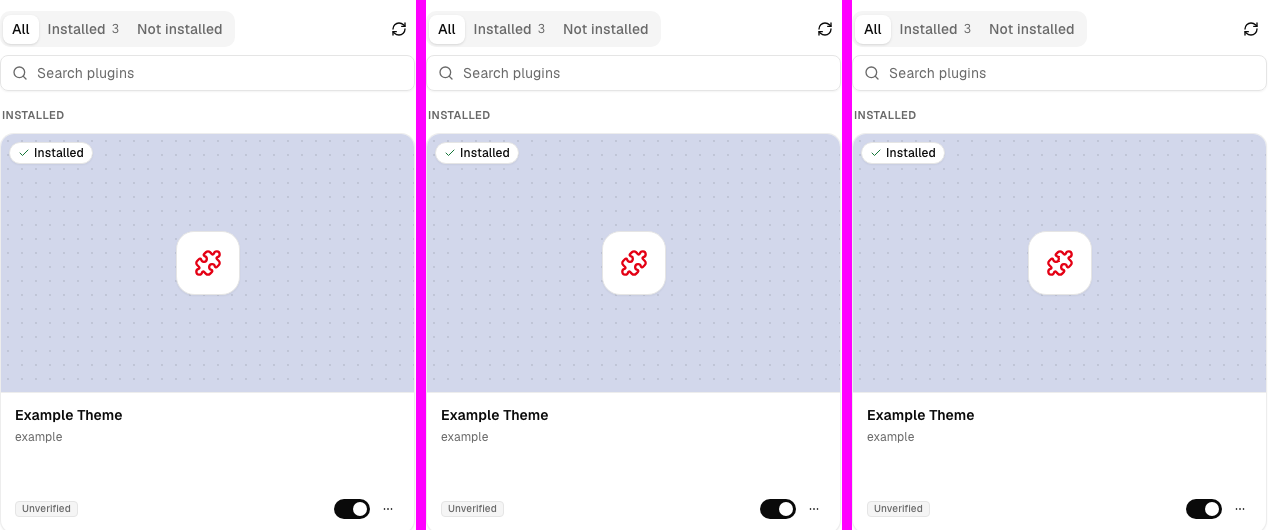 All Installed 3 Not installed
Search plugins
INSTALLED
Installed
Example Theme
example
Unverified
All Installed 3 Not installed
Search plugins
INSTALLED
Installed
Example Theme
example
Unverified
All Installed 3 Not installed
Search plugins
INSTALLED
Installed
Example Theme
example
Unverified